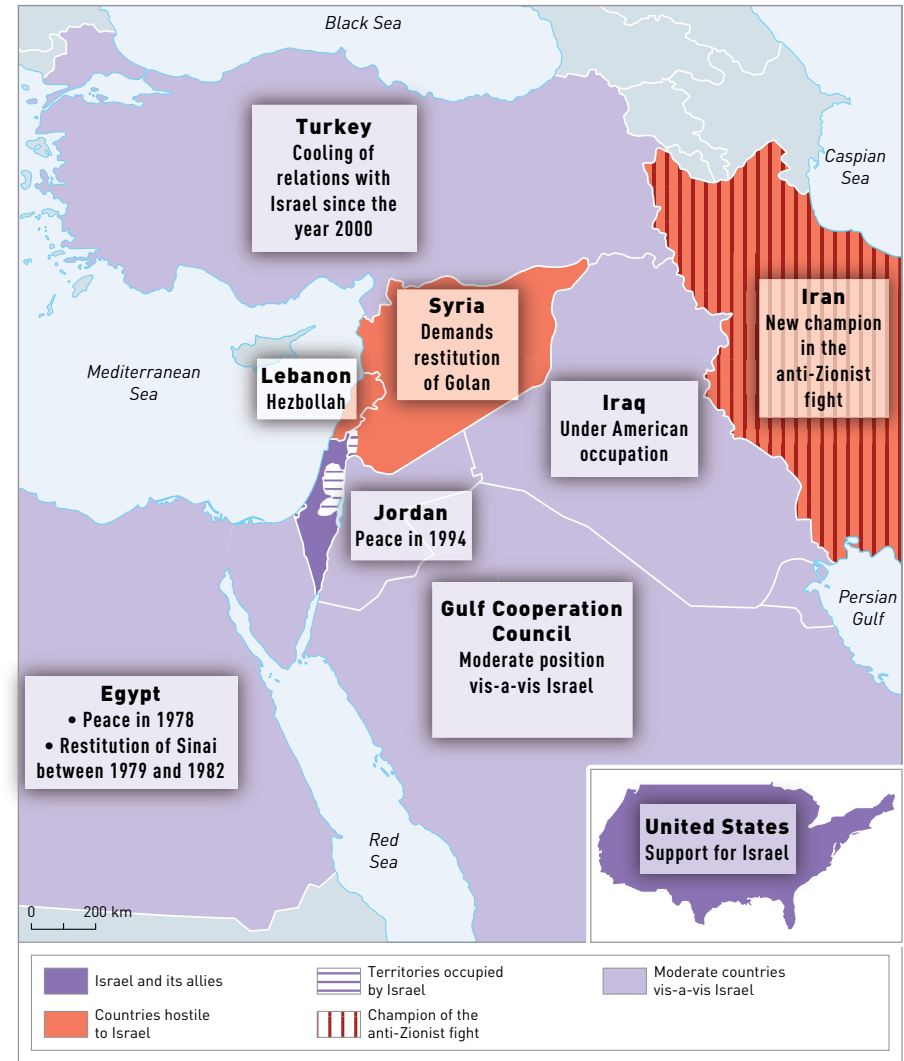 Black Sea
Turkey
Cooling of
relations with
Israel since the
year 2000
Caspian
Sea
Syria
Demands
restitution
of Golan
Iran
New champion
in the
anti-Zionist
fight
Mediterranean
Sea
Lebanon
Hezbollah
Iraq
Under American
occupation
Jordan
Peace in 1994
Gulf Cooperation
Council
Moderate position
vis-a-vis Israel
Persian
Gulf
Egypt
• Peace in 1978
• Restitution of Sinai
between 1979 and 1982
Red
Sea
United States
Support for Israel
0 200 km
Israel and its allies
Countries hostile
to Israel
Territories occupied
by Israel
Champion of the
anti-Zionist fight
Moderate countries
vis-a-vis Israel